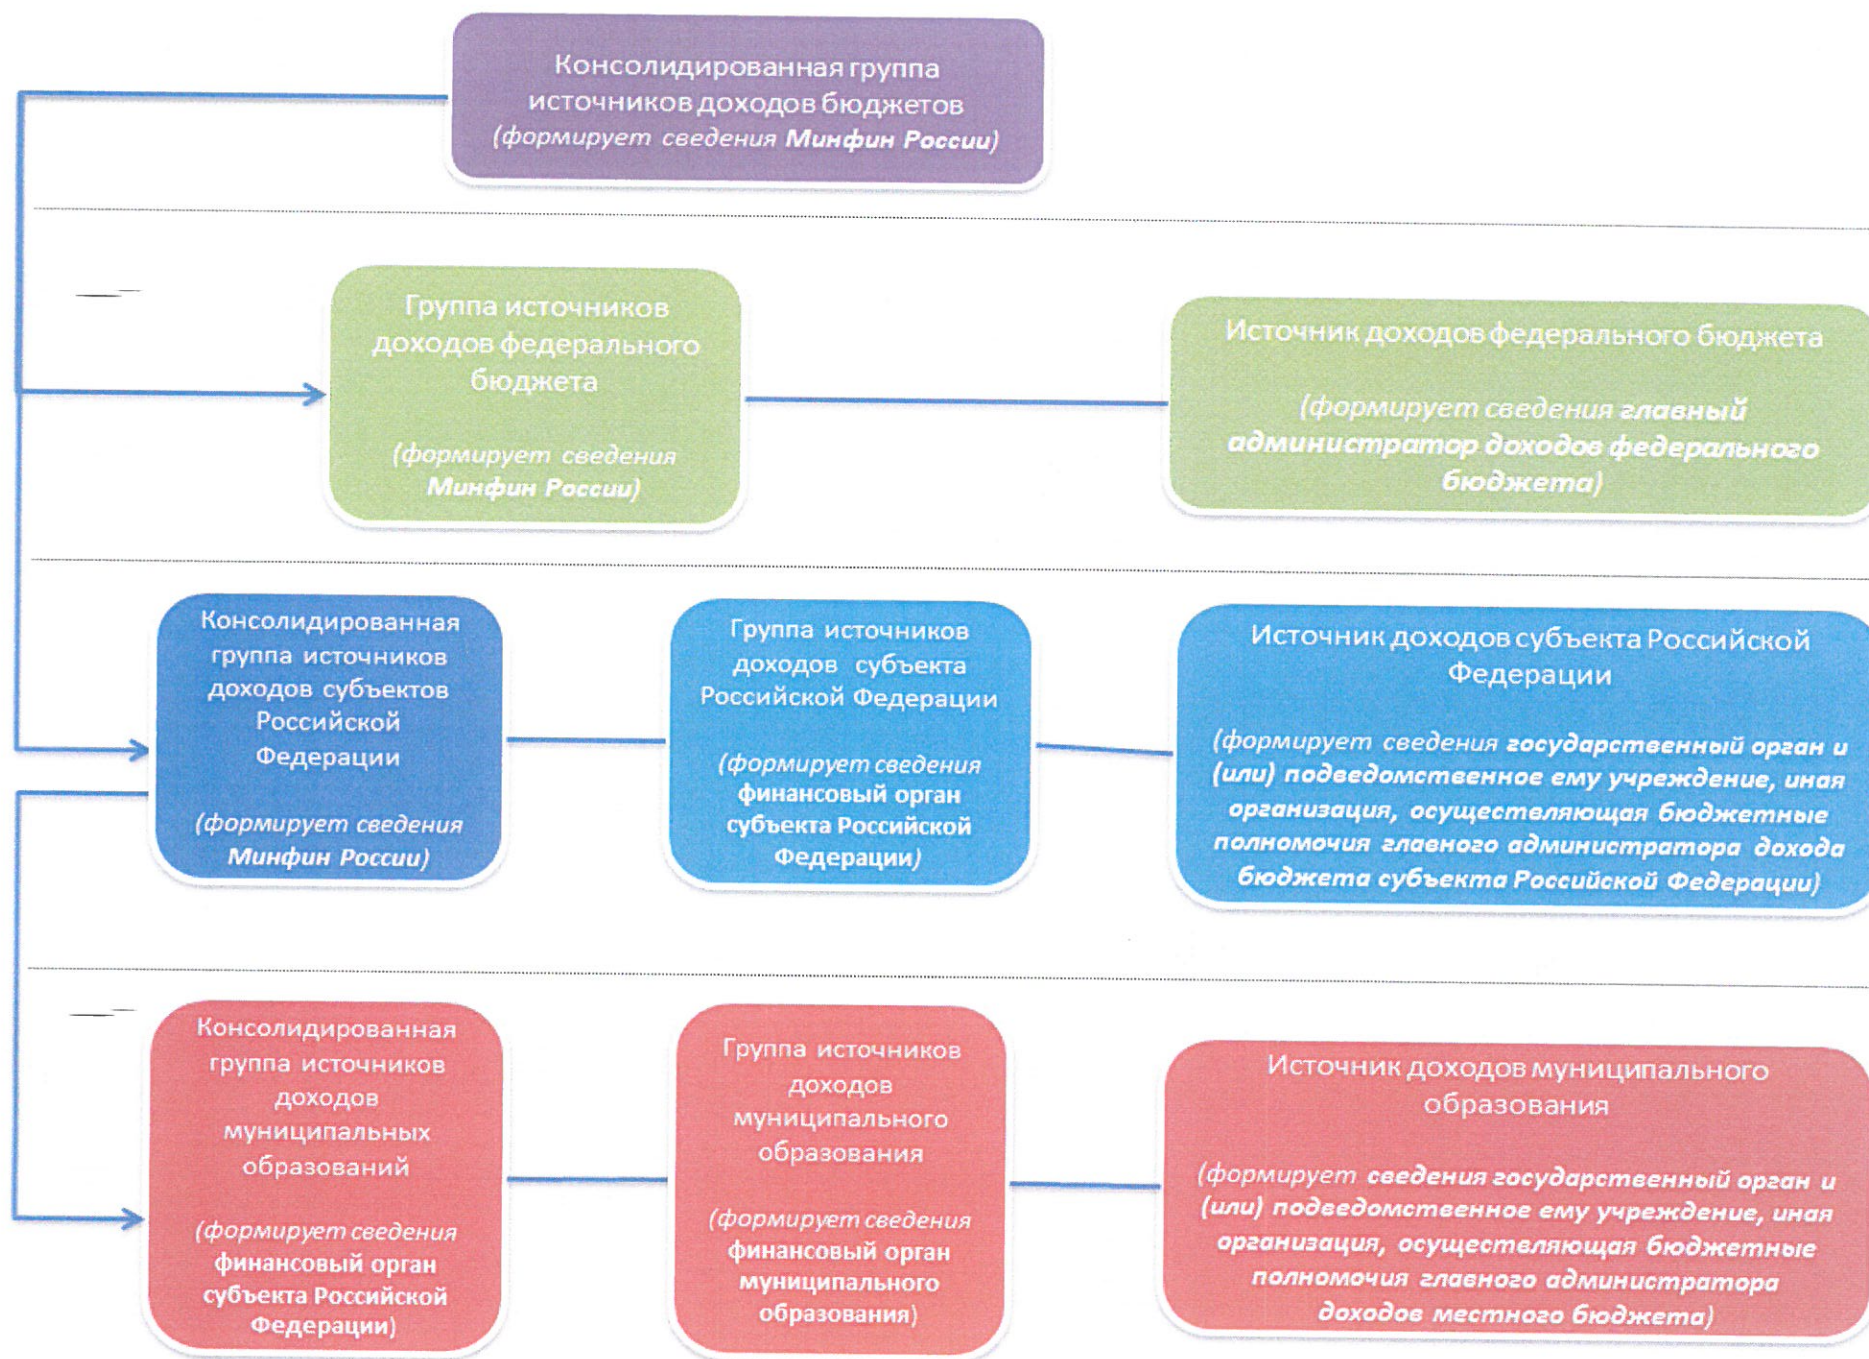 Консолидированная группа
источников доходов бюджетов
(формирует сведения Минфин России)
Группа источников
доходов федерального
бюджета
(формирует сведения
Минфин России)
Источник доходов федерального бюджета
(формирует сведения главный
администратор доходов федерального
бюджета)
Консолидированная
группа источников
доходов субъектов
Российской
Федерации
(формирует сведения
Минфин России)
Группа источников
доходов субъекта
Российской Федерации
(формирует сведения
финансовый орган
субъекта Российской
Федерации)
Источник доходов субъекта Российской
Федерации
(формирует сведения государственный орган и
(или) подведомственное ему учреждение, иная
организация, осуществляющая бюджетные
полномочия главного администратора дохода
бюджета субъекта Российской Федерации)
Консолидированная
группа источников
доходов
муниципальных
образований
(формирует сведения
финансовый орган
субъекта Российской
Федерации)
Группа источников
доходов
муниципального
образования
(формирует сведения
финансовый орган
муниципального
образования)
Источник доходов муниципального
образования
(формирует сведения государственный орган и
(или) подведомственное ему учреждение, иная
организация, осуществляющая бюджетные
полномочия главного администратора
доходов местного бюджета)